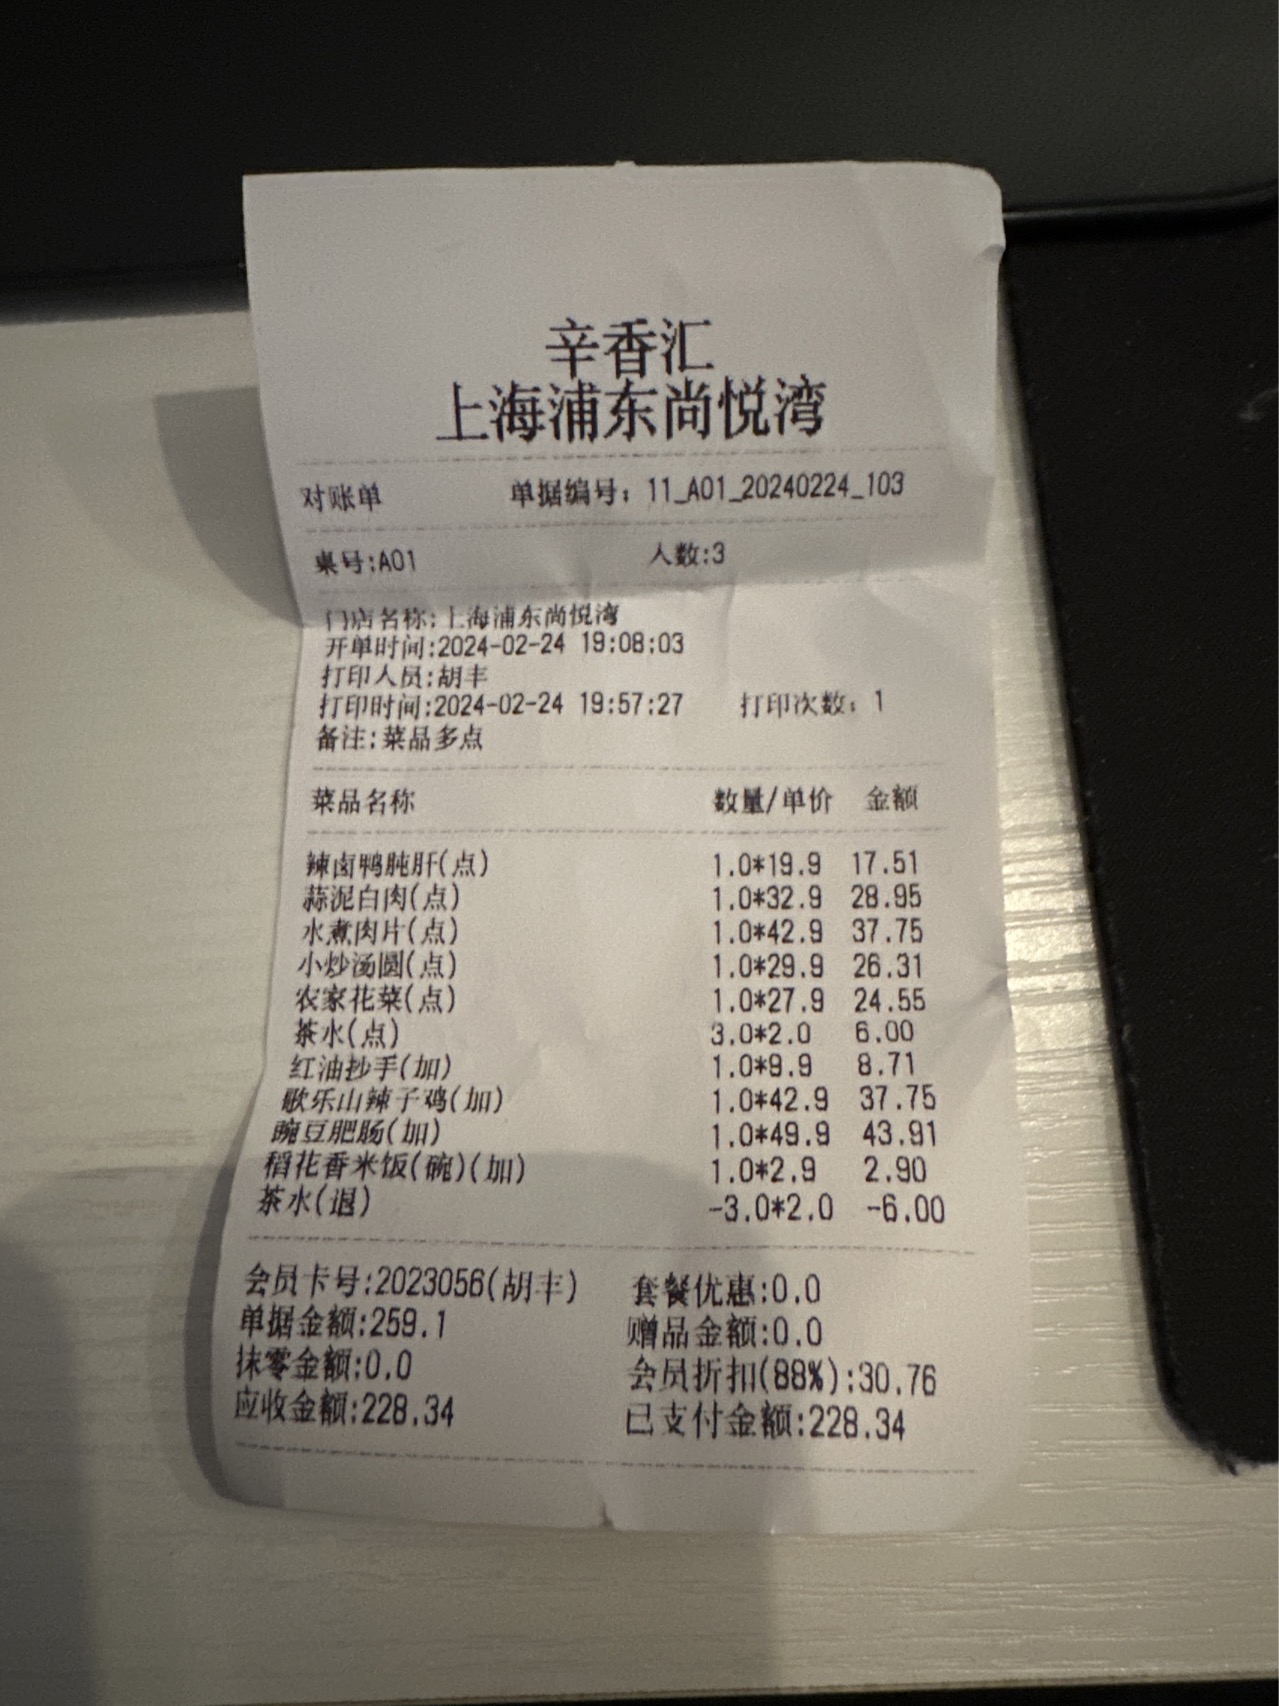 辛香汇
上海浦东尚悦湾
对账单 单据编号：11_A01_20240224_103
桌号:A01 人数:3
门店名称:上海浦东尚悦湾
开单时间:2024-02-24 19:08:03
打印人员:胡丰
打印时间:2024-02-24 19:57:27 打印次数：1
备注:菜品多点
菜品名称 数量/单价 金额
辣卤鸭肫肝(点) 1.0*19.9 17.51
蒜泥白肉(点) 1.0*32.9 28.95
水煮肉片(点) 1.0*42.9 37.75
小炒汤圆(点) 1.0*29.9 26.31
农家花菜(点) 1.0*27.9 24.55
茶水(点) 3.0*2.0 6.00
红油抄手(加) 1.0*9.9 8.71
歌乐山辣子鸡(加) 1.0*42.9 37.75
豌豆肥肠(加) 1.0*49.9 43.91
稻花香米饭(碗)(加) 1.0*2.9 2.90
茶水(退) -3.0*2.0 -6.00
会员卡号:2023056(胡丰) 套餐优惠:0.0
单据金额:259.1 赠品金额:0.0
抹零金额:0.0 会员折扣(88%):30.76
应收金额:228.34 已支付金额:228.34